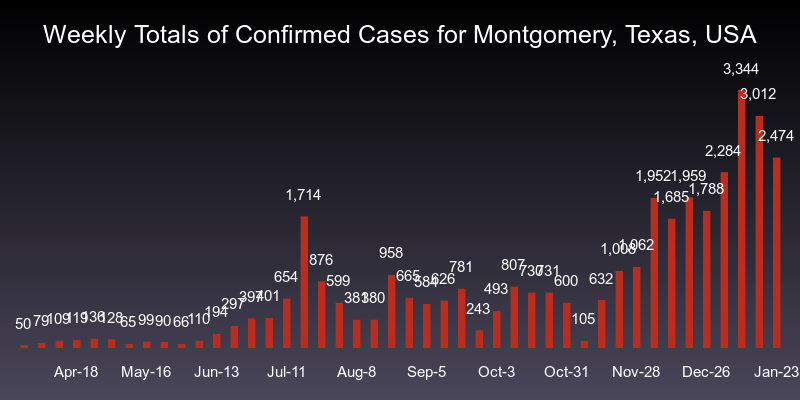 Weekly Totals of Confirmed Cases for Montgomery, Texas, USA
50 79 109 119 136 128 65 99 90 66 110 194 297 397 401 654 1,714 876 599 381 380 958 665 584 626 781 243 493 807 730 731 600 105 632 1,062 1,952 1,685 1,959 1,788 2,284 3,344 3,012 2,474
Apr-18 May-16 Jun-13 Jul-11 Aug-8 Sep-5 Oct-3 Oct-31 Nov-28 Dec-26 Jan-23